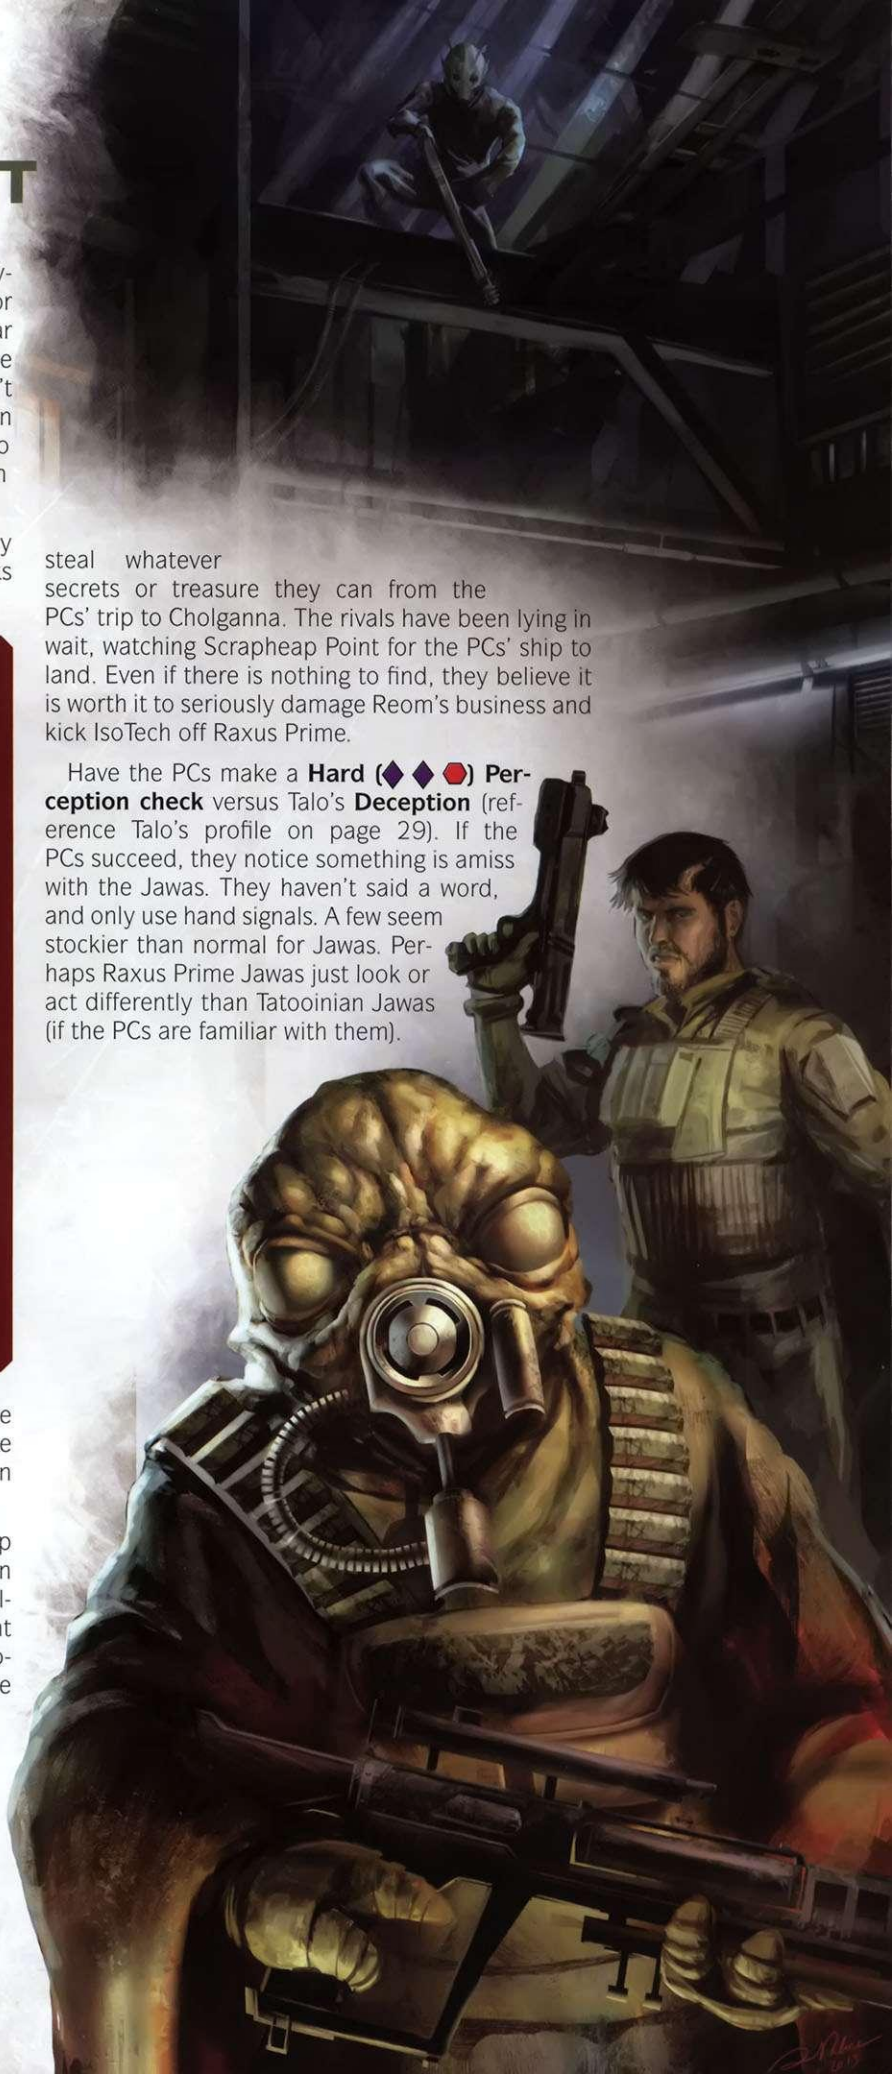 T
y-
or
ar
e
't
n
o
n
y
ts
steal whatever
secrets or treasure they can from the
PCs' trip to Cholganna. The rivals have been lying in
wait, watching Scrapheap Point for the PCs' ship to
land. Even if there is nothing to find, they believe it
is worth it to seriously damage Reom's business and
kick IsoTech off Raxus Prime.
Have the PCs make a Hard (♦ ♦ ⬢) Per-
ception check versus Talo's Deception (ref-
erence Talo's profile on page 29). If the
PCs succeed, they notice something is amiss
with the Jawas. They haven't said a word,
and only use hand signals. A few seem
stockier than normal for Jawas. Per-
haps Raxus Prime Jawas just look or
act differently than Tatooinian Jawas
(if the PCs are familiar with them).
e
e
n
p
n
l-
nt
o-
e
2013